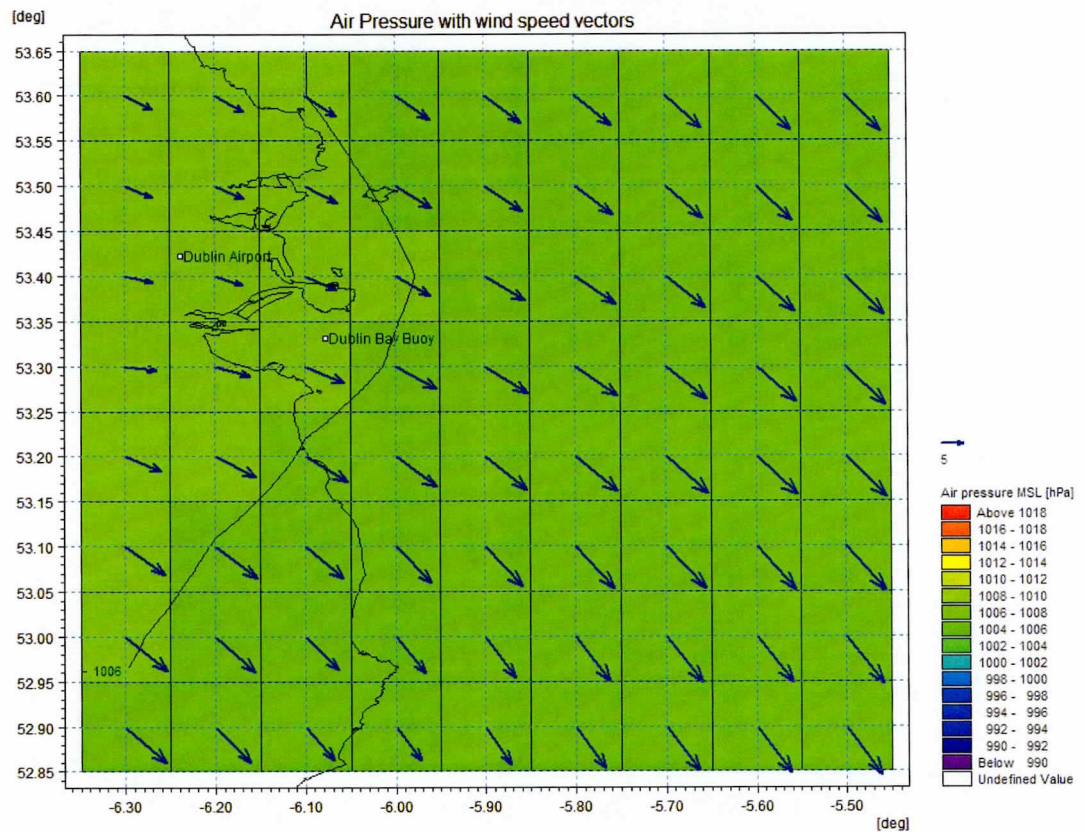 [deg]
Air Pressure with wind speed vectors
53.65
53.60
53.55
53.50
53.45
Dublin Airport
53.40
53.35
Dublin Bay Buoy
53.30
53.25
53.20
53.15
53.10
53.05
53.00
1006
52.95
52.90
52.85
-6.30 -6.20 -6.10 -6.00 -5.90 -5.80 -5.70 -5.60 -5.50
[deg]
5
Air pressure MSL [hPa]
Above 1018
1016 - 1018
1014 - 1016
1012 - 1014
1010 - 1012
1008 - 1010
1006 - 1008
1004 - 1006
1002 - 1004
1000 - 1002
998 - 1000
996 - 998
994 - 996
992 - 994
990 - 992
Below 990
Undefined Value